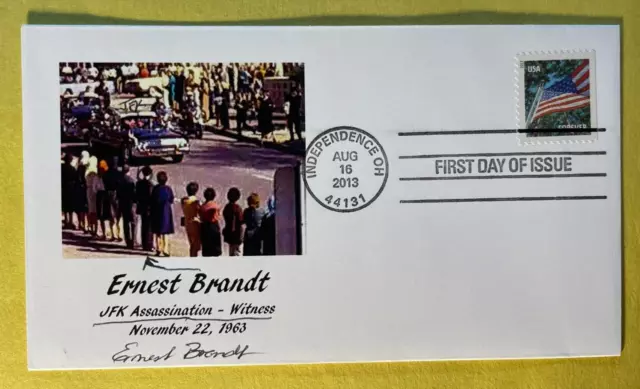 JFK
Ernest Brandt
JFK Assassination - Witness
November 22, 1963
Ernest Brandt
INDEPENDENCE OH
AUG
16
2013
44131
USA
FOREVER
FIRST DAY OF ISSUE